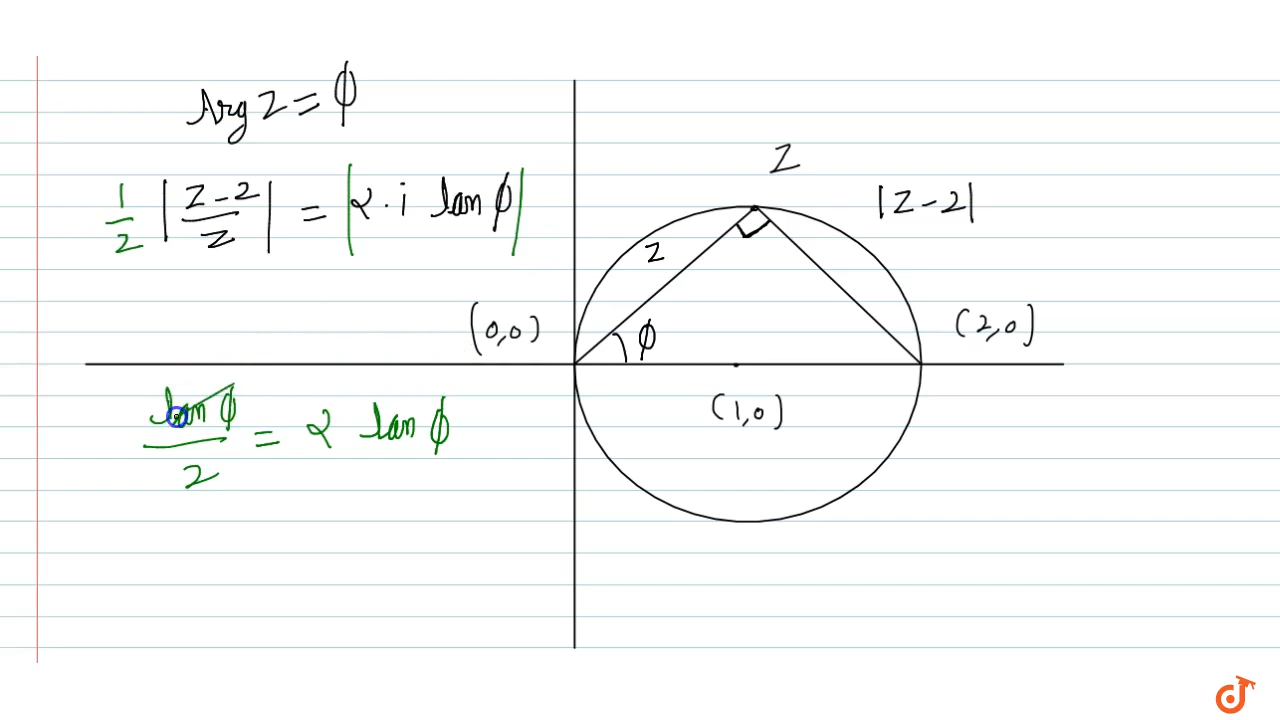 Arg z = ϕ
1/2 |z-2/z| = |α·i tan ϕ|
z
|z-2|
z
(0,0)
ϕ
(2,0)
(1,0)
tan ϕ/2 = α tan ϕ